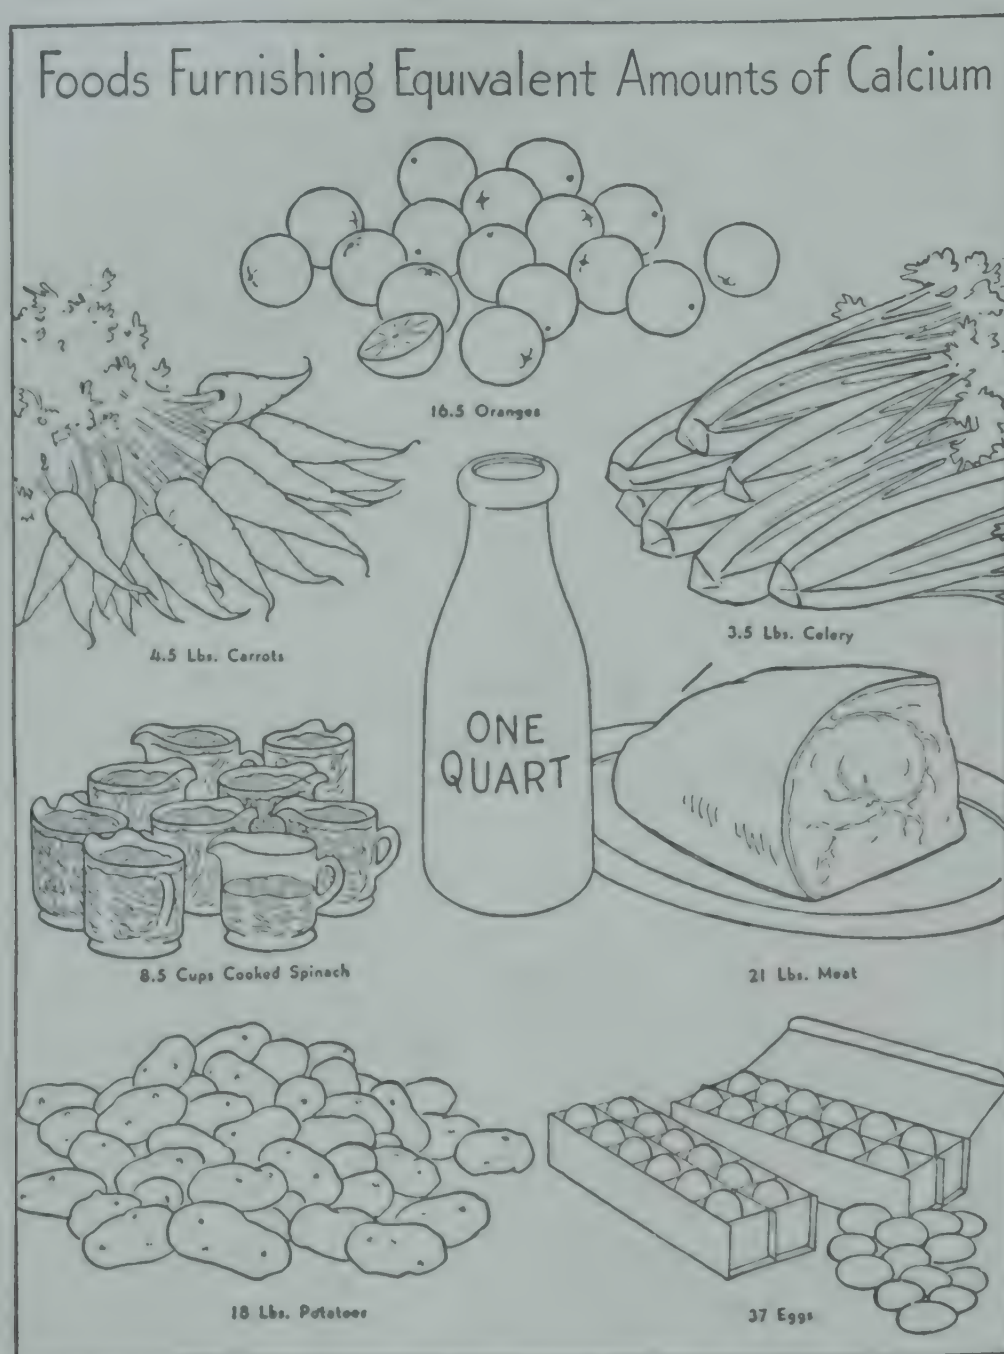 Foods Furnishing Equivalent Amounts of Calcium
16.5 Oranges
4.5 Lbs. Carrots
3.5 Lbs. Celery
ONE
QUART
8.5 Cups Cooked Spinach
21 Lbs. Meat
18 Lbs. Potatoes
37 Eggs